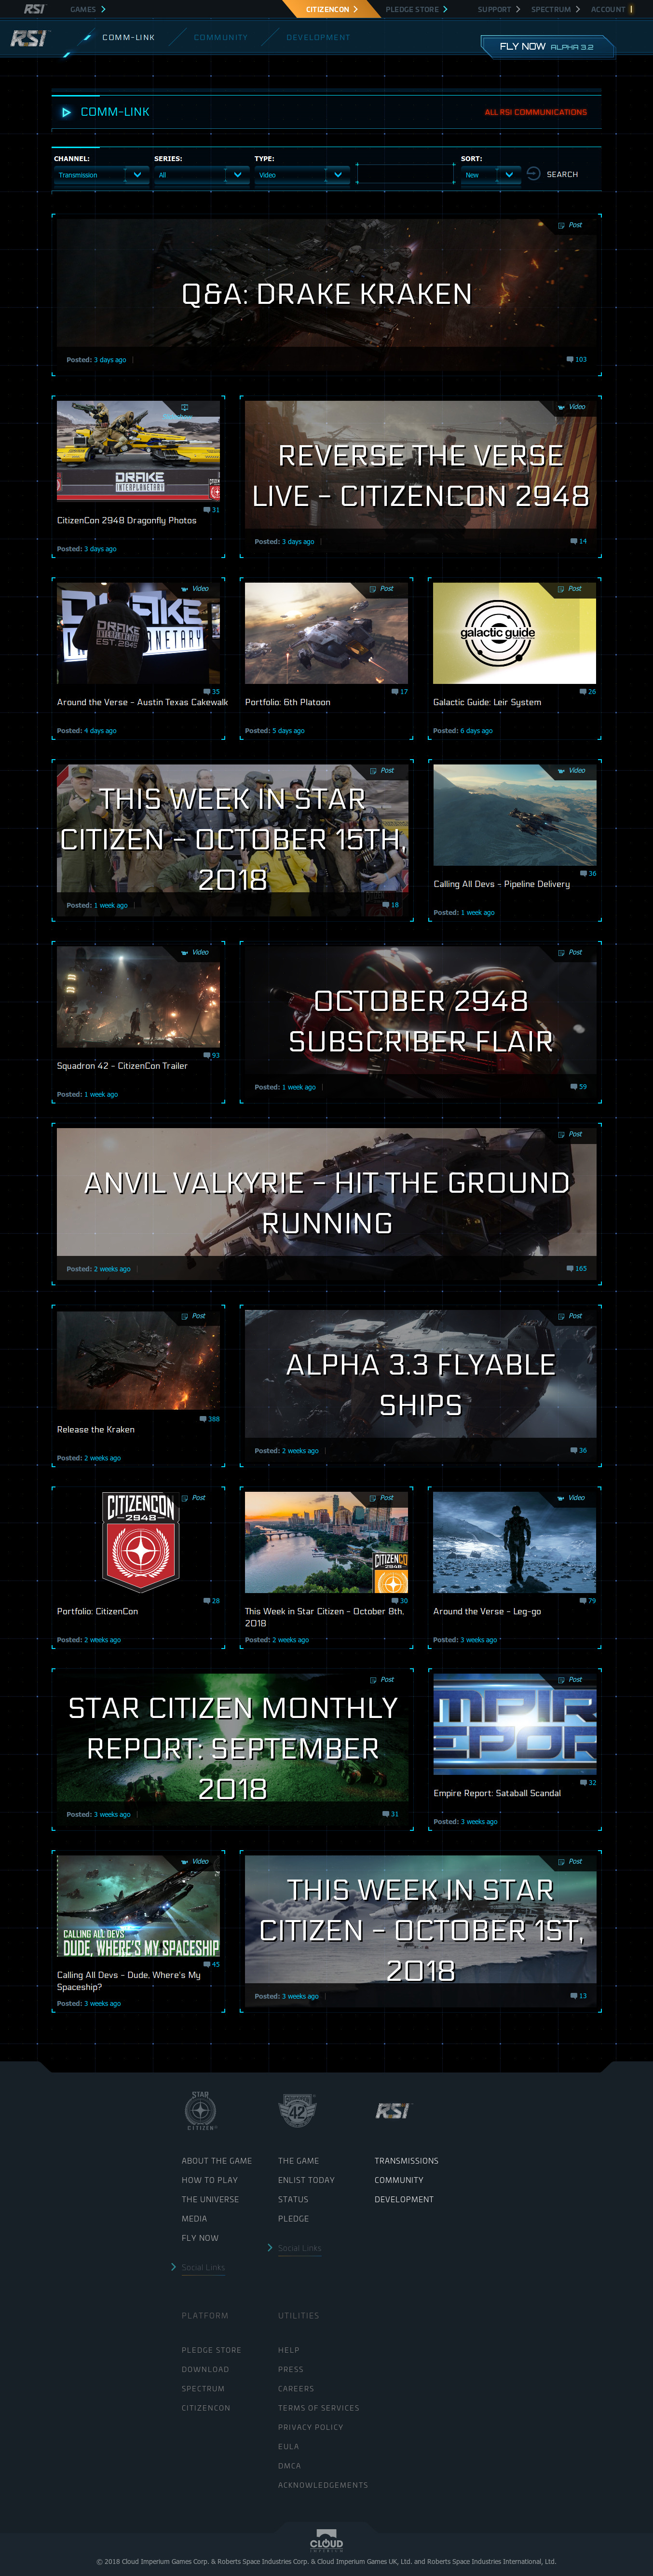 RSI
GAMES
CITIZENCON
PLEDGE STORE
SUPPORT
SPECTRUM
ACCOUNT
RSI
COMM-LINK
COMMUNITY
DEVELOPMENT
FLY NOW ALPHA 3.2
COMM-LINK
ALL RSI COMMUNICATIONS
CHANNEL:
SERIES:
TYPE:
SORT:
Transmission
All
Video
New
SEARCH
Post
Q&A: DRAKE KRAKEN
Posted: 3 days ago
103
DRAKE
INTERPLANETARY
31
CitizenCon 2948 Dragonfly Photos
Posted: 3 days ago
Video
REVERSE THE VERSE
LIVE - CITIZENCON 2948
Posted: 3 days ago
14
Video
DRAKE
35
Around the Verse - Austin Texas Cakewalk
Posted: 4 days ago
Post
17
Portfolio: 6th Platoon
Posted: 5 days ago
Post
galactic guide
26
Galactic Guide: Leir System
Posted: 6 days ago
Post
THIS WEEK IN STAR
CITIZEN - OCTOBER 15TH,
2018
Posted: 1 week ago
18
Video
36
Calling All Devs - Pipeline Delivery
Posted: 1 week ago
Video
93
Squadron 42 - CitizenCon Trailer
Posted: 1 week ago
Post
OCTOBER 2948
SUBSCRIBER FLAIR
Posted: 1 week ago
59
Post
ANVIL VALKYRIE - HIT THE GROUND
RUNNING
Posted: 2 weeks ago
165
Post
388
Release the Kraken
Posted: 2 weeks ago
Post
ALPHA 3.3 FLYABLE
SHIPS
Posted: 2 weeks ago
36
Post
CITIZENCON
2948
28
Portfolio: CitizenCon
Posted: 2 weeks ago
Post
CITIZENCO
2948
30
This Week in Star Citizen - October 8th,
2018
Posted: 2 weeks ago
Video
79
Around the Verse - Leg-go
Posted: 3 weeks ago
Post
STAR CITIZEN MONTHLY
REPORT: SEPTEMBER
2018
Posted: 3 weeks ago
31
Post
MPIRE
EPOR
32
Empire Report: Sataball Scandal
Posted: 3 weeks ago
Video
CALLING ALL DEVS
DUDE, WHERE'S MY SPACESHIP
45
Calling All Devs - Dude, Where's My
Spaceship?
Posted: 3 weeks ago
Post
THIS WEEK IN STAR
CITIZEN - OCTOBER 1ST,
2018
Posted: 3 weeks ago
13
STAR
CITIZEN
42
RSI
ABOUT THE GAME
HOW TO PLAY
THE UNIVERSE
MEDIA
FLY NOW
Social Links
THE GAME
ENLIST TODAY
STATUS
PLEDGE
Social Links
TRANSMISSIONS
COMMUNITY
DEVELOPMENT
PLATFORM
PLEDGE STORE
DOWNLOAD
SPECTRUM
CITIZENCON
UTILITIES
HELP
PRESS
CAREERS
TERMS OF SERVICES
PRIVACY POLICY
EULA
DMCA
ACKNOWLEDGEMENTS
CLOUD
IMPERIUM
© 2018 Cloud Imperium Games Corp. & Roberts Space Industries Corp. & Cloud Imperium Games UK, Ltd. and Roberts Space Industries International, Ltd.